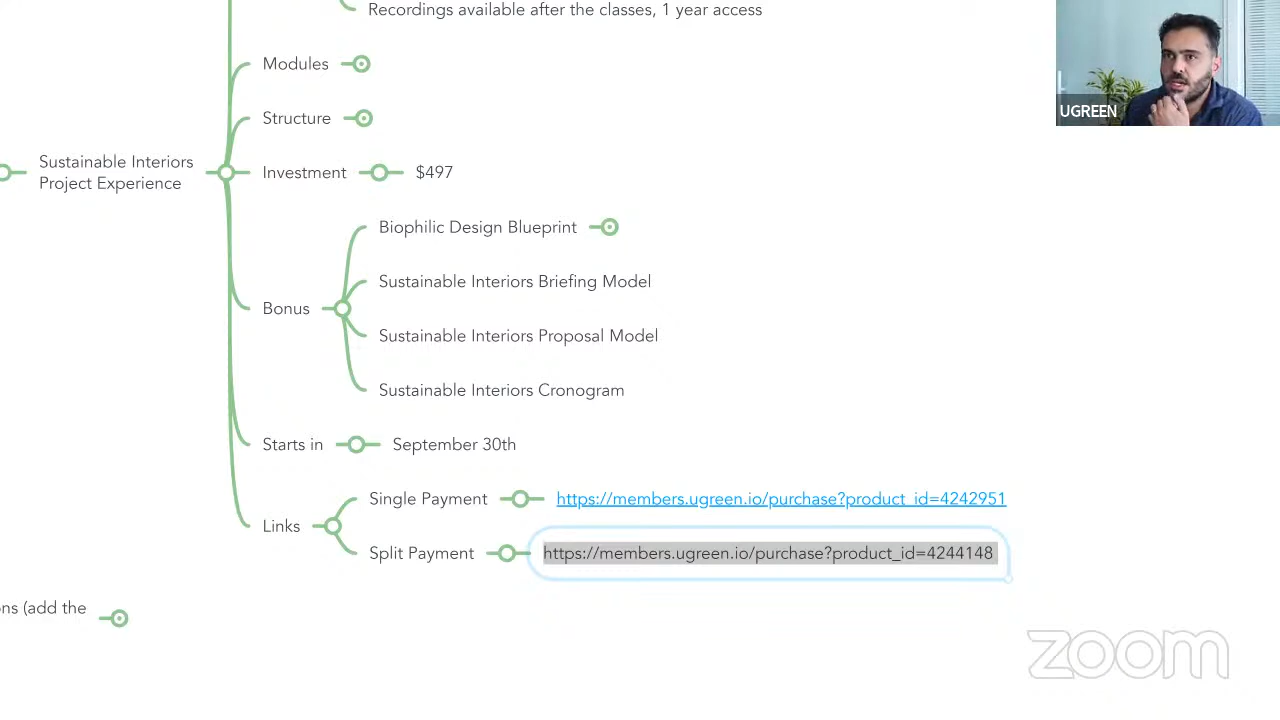 Recordings available after the classes, 1 year access
Modules
Structure
Sustainable Interiors
Project Experience
Investment
$497
Biophilic Design Blueprint
Sustainable Interiors Briefing Model
Bonus
Sustainable Interiors Proposal Model
Sustainable Interiors Cronogram
Starts in
September 30th
Single Payment
https://members.ugreen.io/purchase?product_id=4242951
Links
Split Payment
https://members.ugreen.io/purchase?product_id=4244148
ons (add the
UGREEN
zoom